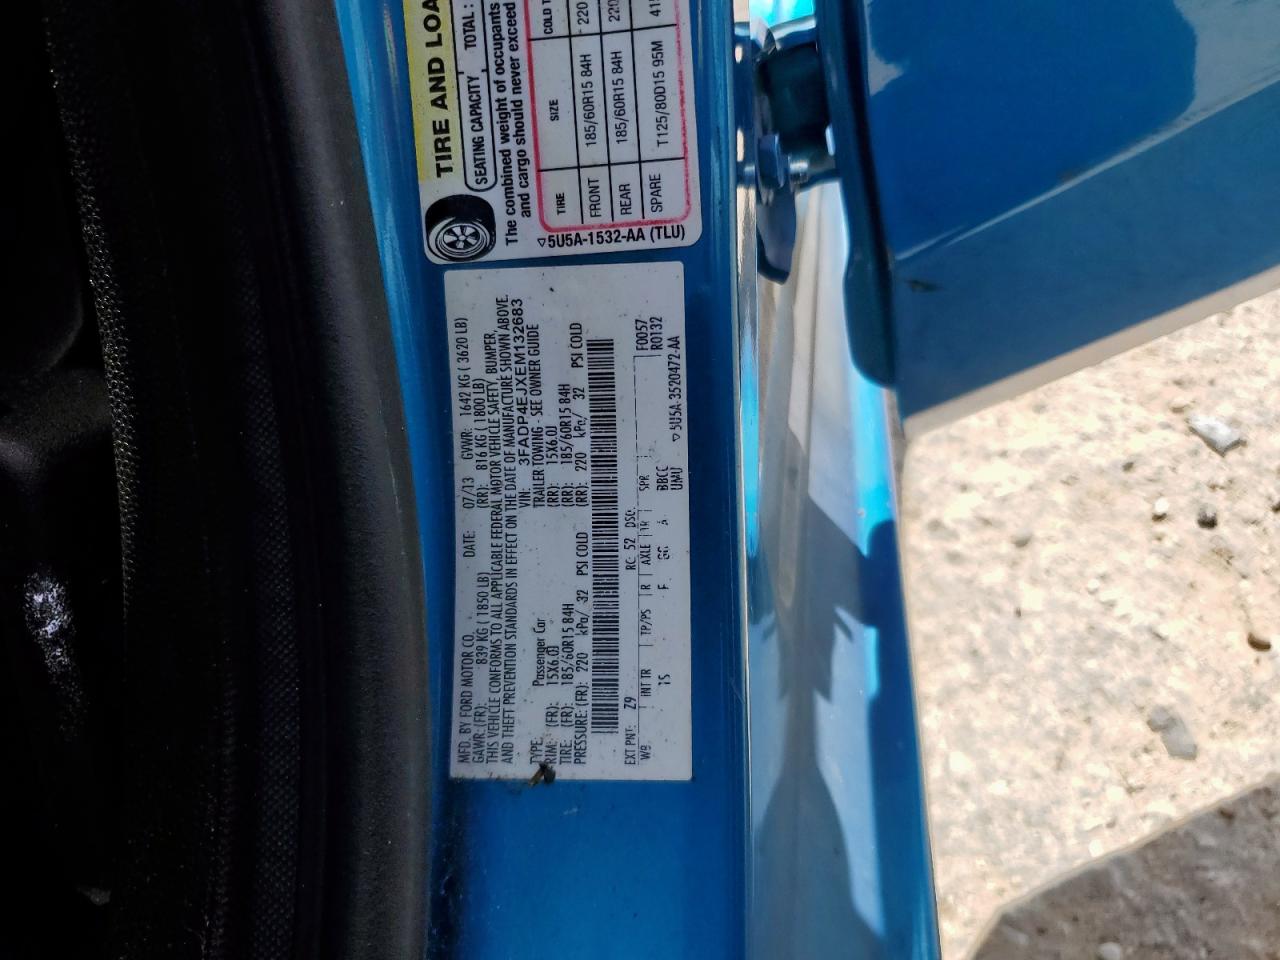 TIRE AND LOA
SEATING CAPACITY TOTAL:
The combined weight of occupants
and cargo should never exceed
TIRE SIZE COLD T
FRONT 185/60R15 84H 220
REAR 185/60R15 84H 220
SPARE T125/80D15 95M 41
5U5A-1532-AA (TLU)
MFD. BY FORD MOTOR CO. DATE: 07/13 GVWR: 1642 KG ( 3620 LB)
GAWR: (FR): 839 KG ( 1850 LB) (RR): 816 KG ( 1800 LB)
THIS VEHICLE CONFORMS TO ALL APPLICABLE FEDERAL MOTOR VEHICLE SAFETY, BUMPER,
AND THEFT PREVENTION STANDARDS IN EFFECT ON THE DATE OF MANUFACTURE SHOWN ABOVE.
VIN: 3FADP4EJXEM132683
TYPE: Passenger Car TRAILER TOWING - SEE OWNER GUIDE
RIM: (FR): 15X6.0J (RR): 15X6.0J
TIRE: (FR): 185/60R15 84H (RR): 185/60R15 84H
PRESSURE: (FR): 220 kPa/ 32 PSI COLD (RR): 220 kPa/ 32 PSI COLD
EXT PNT: Z9 RC: 52 DSO: F0057
WB INT TR TP/PS R AXLE TR SPR R0132
TS F BBCC
UMU 5U5A-3520472-AA